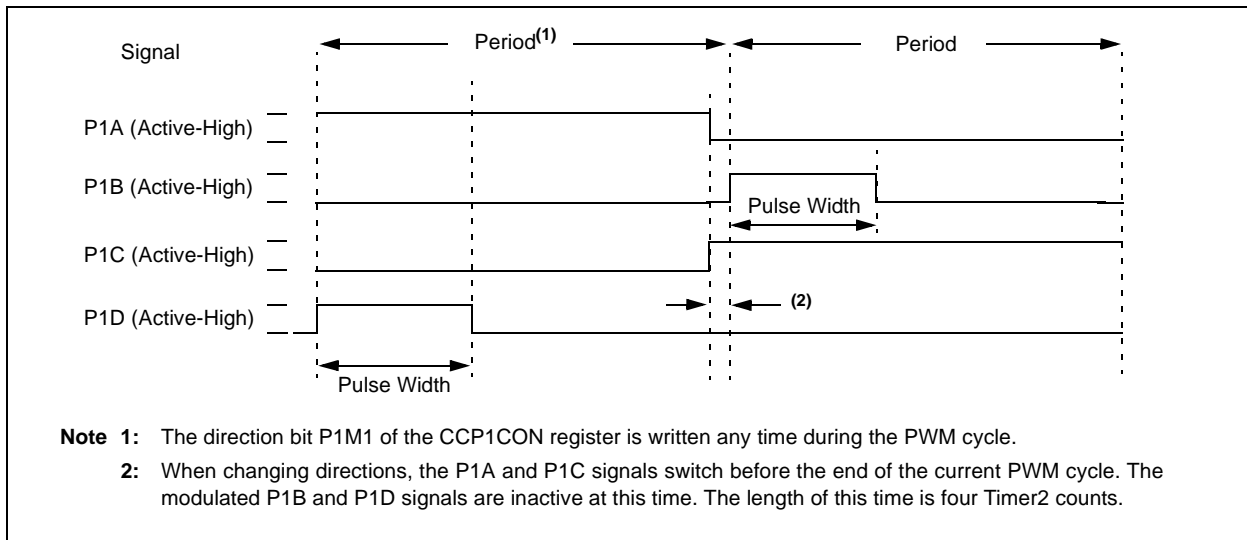 Signal
Period(1)
Period
P1A (Active-High)
P1B (Active-High)
Pulse Width
P1C (Active-High)
(2)
P1D (Active-High)
Pulse Width
Note 1: The direction bit P1M1 of the CCP1CON register is written any time during the PWM cycle.
2: When changing directions, the P1A and P1C signals switch before the end of the current PWM cycle. The
modulated P1B and P1D signals are inactive at this time. The length of this time is four Timer2 counts.